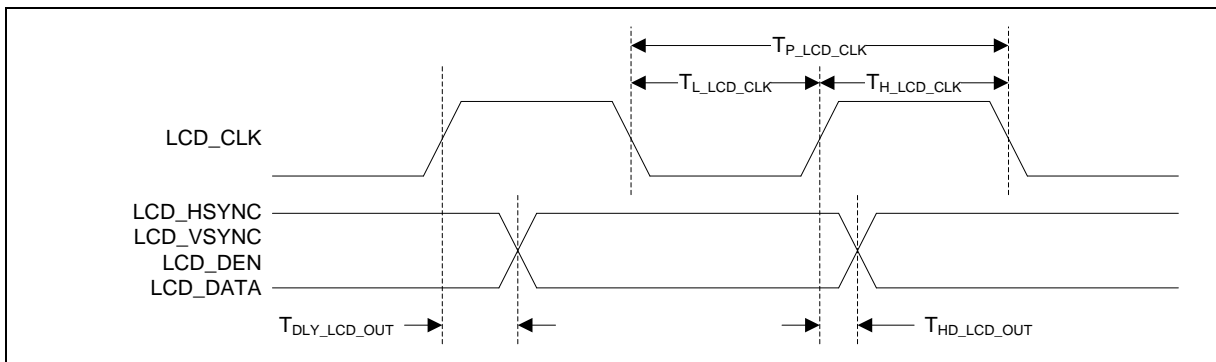 T_P_LCD_CLK
T_L_LCD_CLK
T_H_LCD_CLK
LCD_CLK
LCD_HSYNC
LCD_VSYNC
LCD_DEN
LCD_DATA
T_DLY_LCD_OUT
T_HD_LCD_OUT